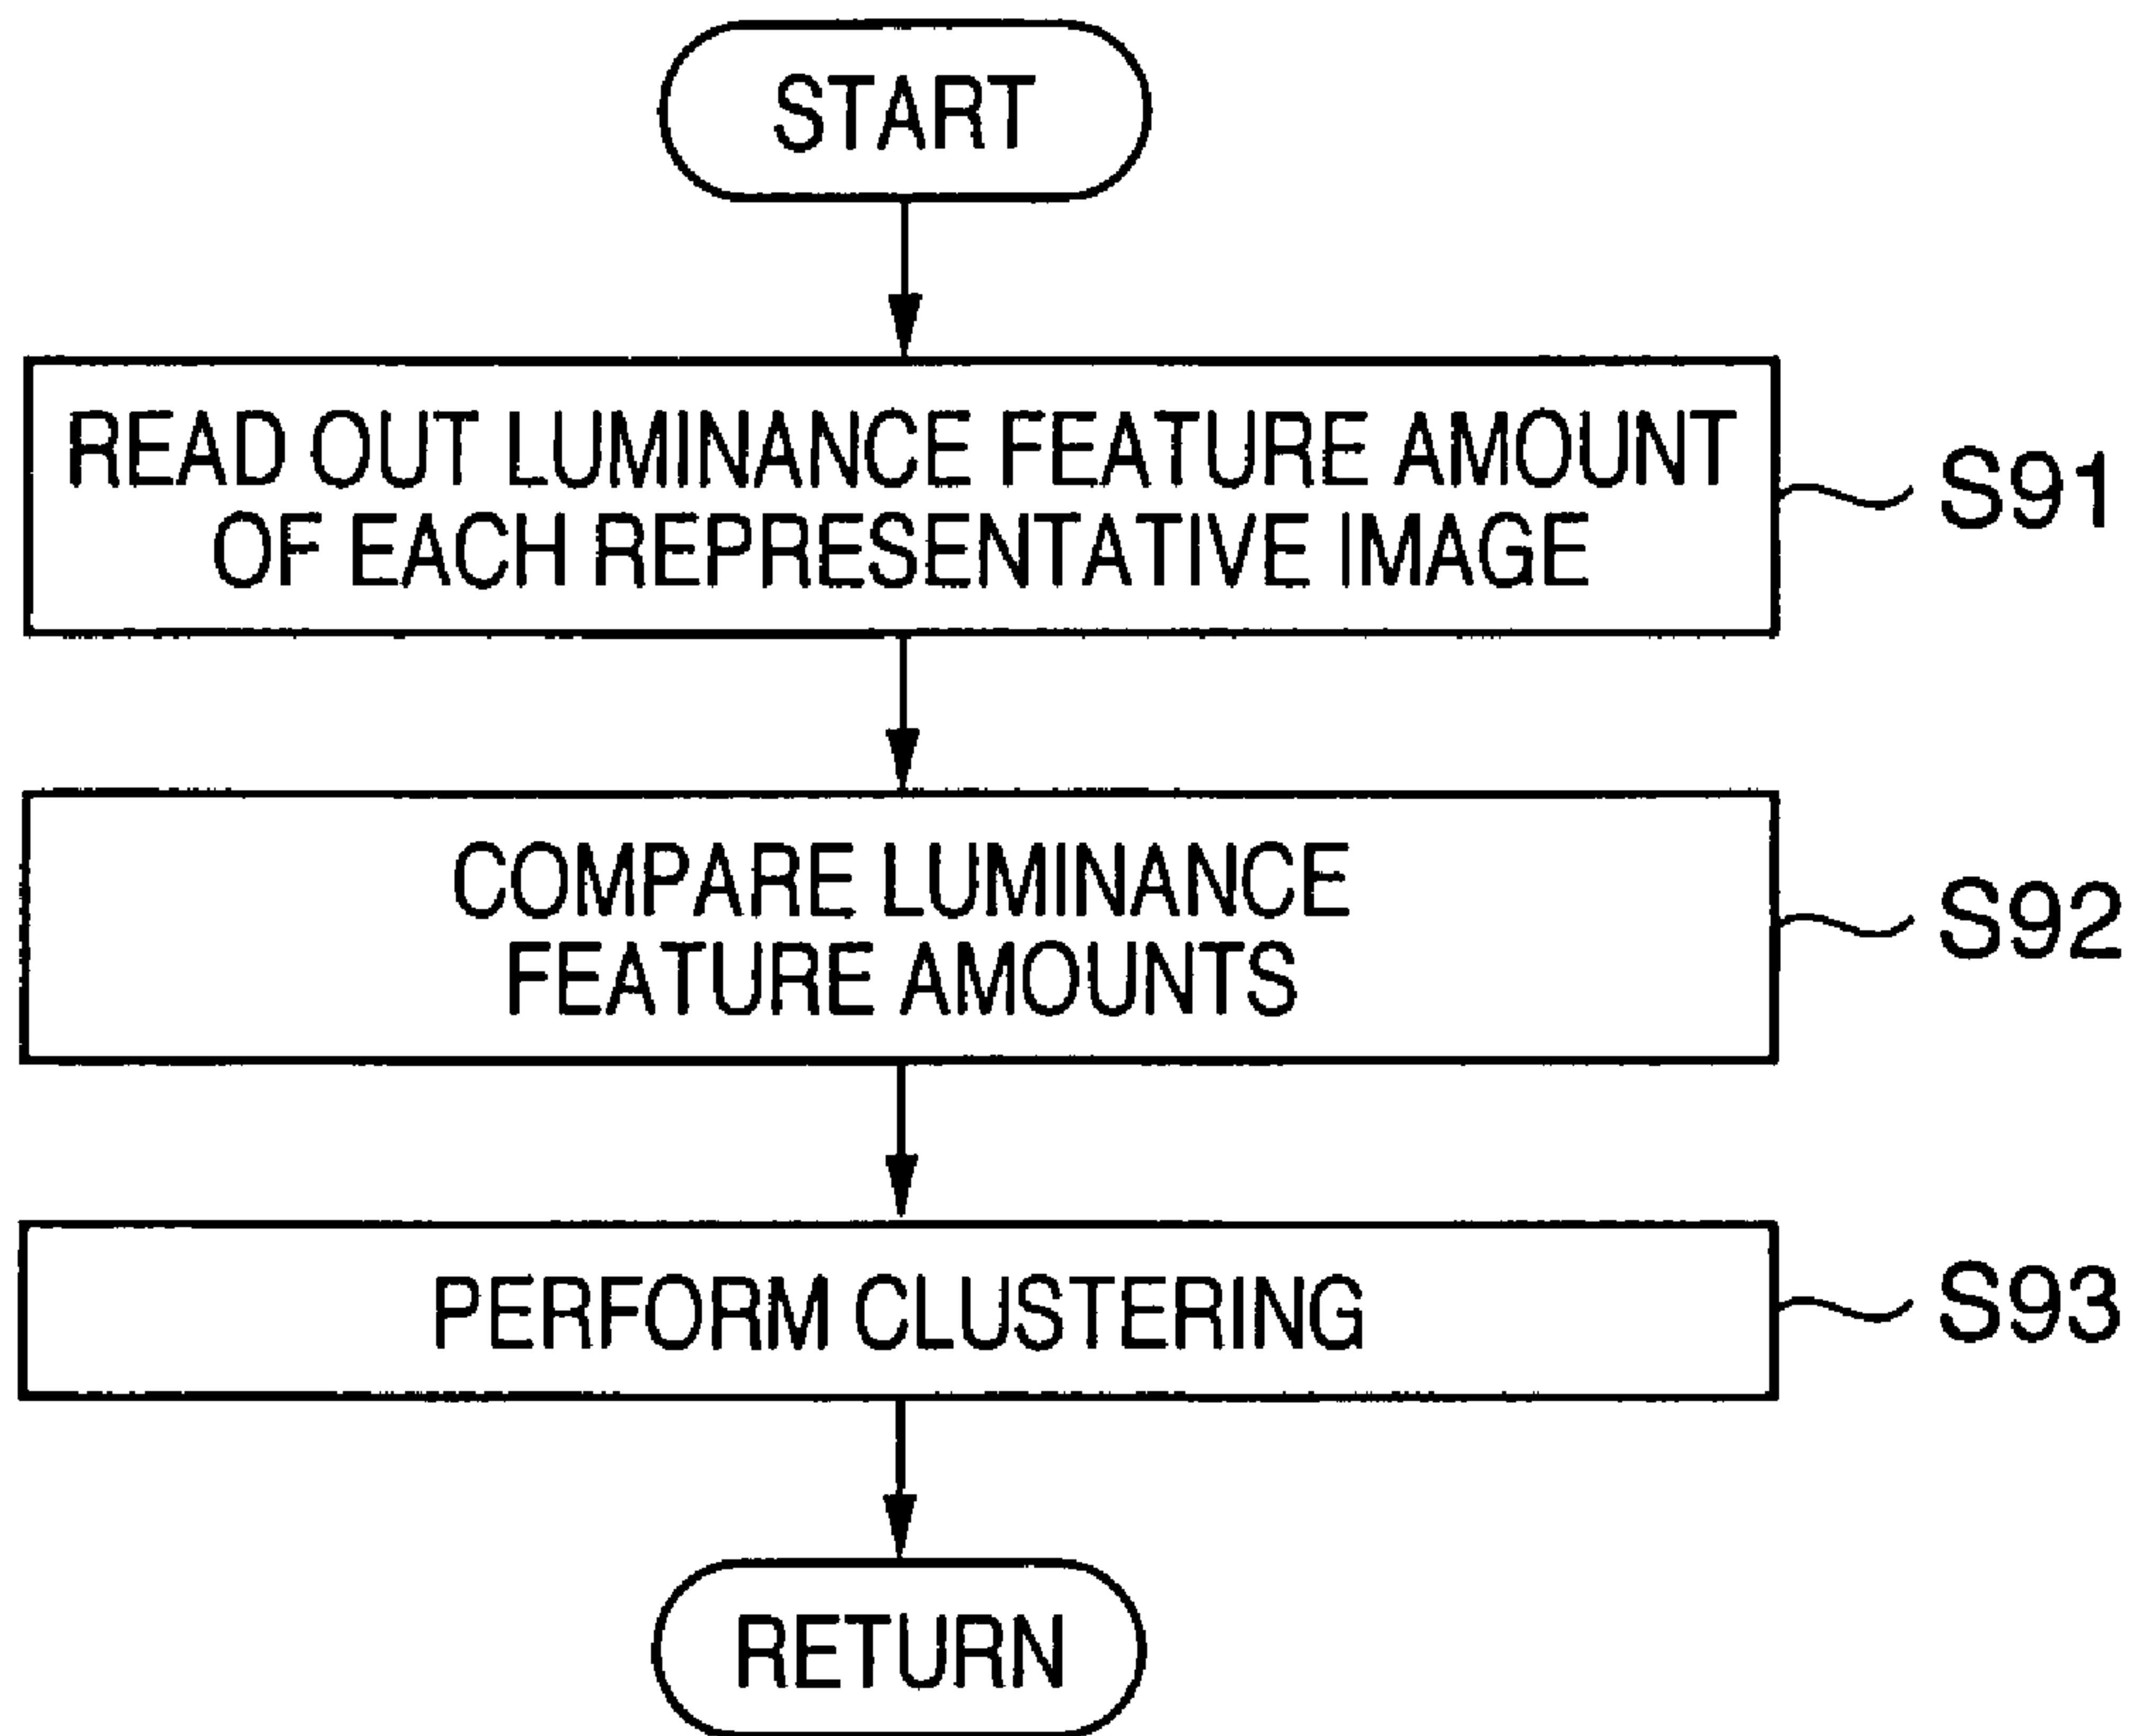 START
READ OUT LUMINANCE FEATURE AMOUNT
OF EACH REPRESENTATIVE IMAGE
S91
COMPARE LUMINANCE
FEATURE AMOUNTS
S92
PERFORM CLUSTERING
S93
RETURN